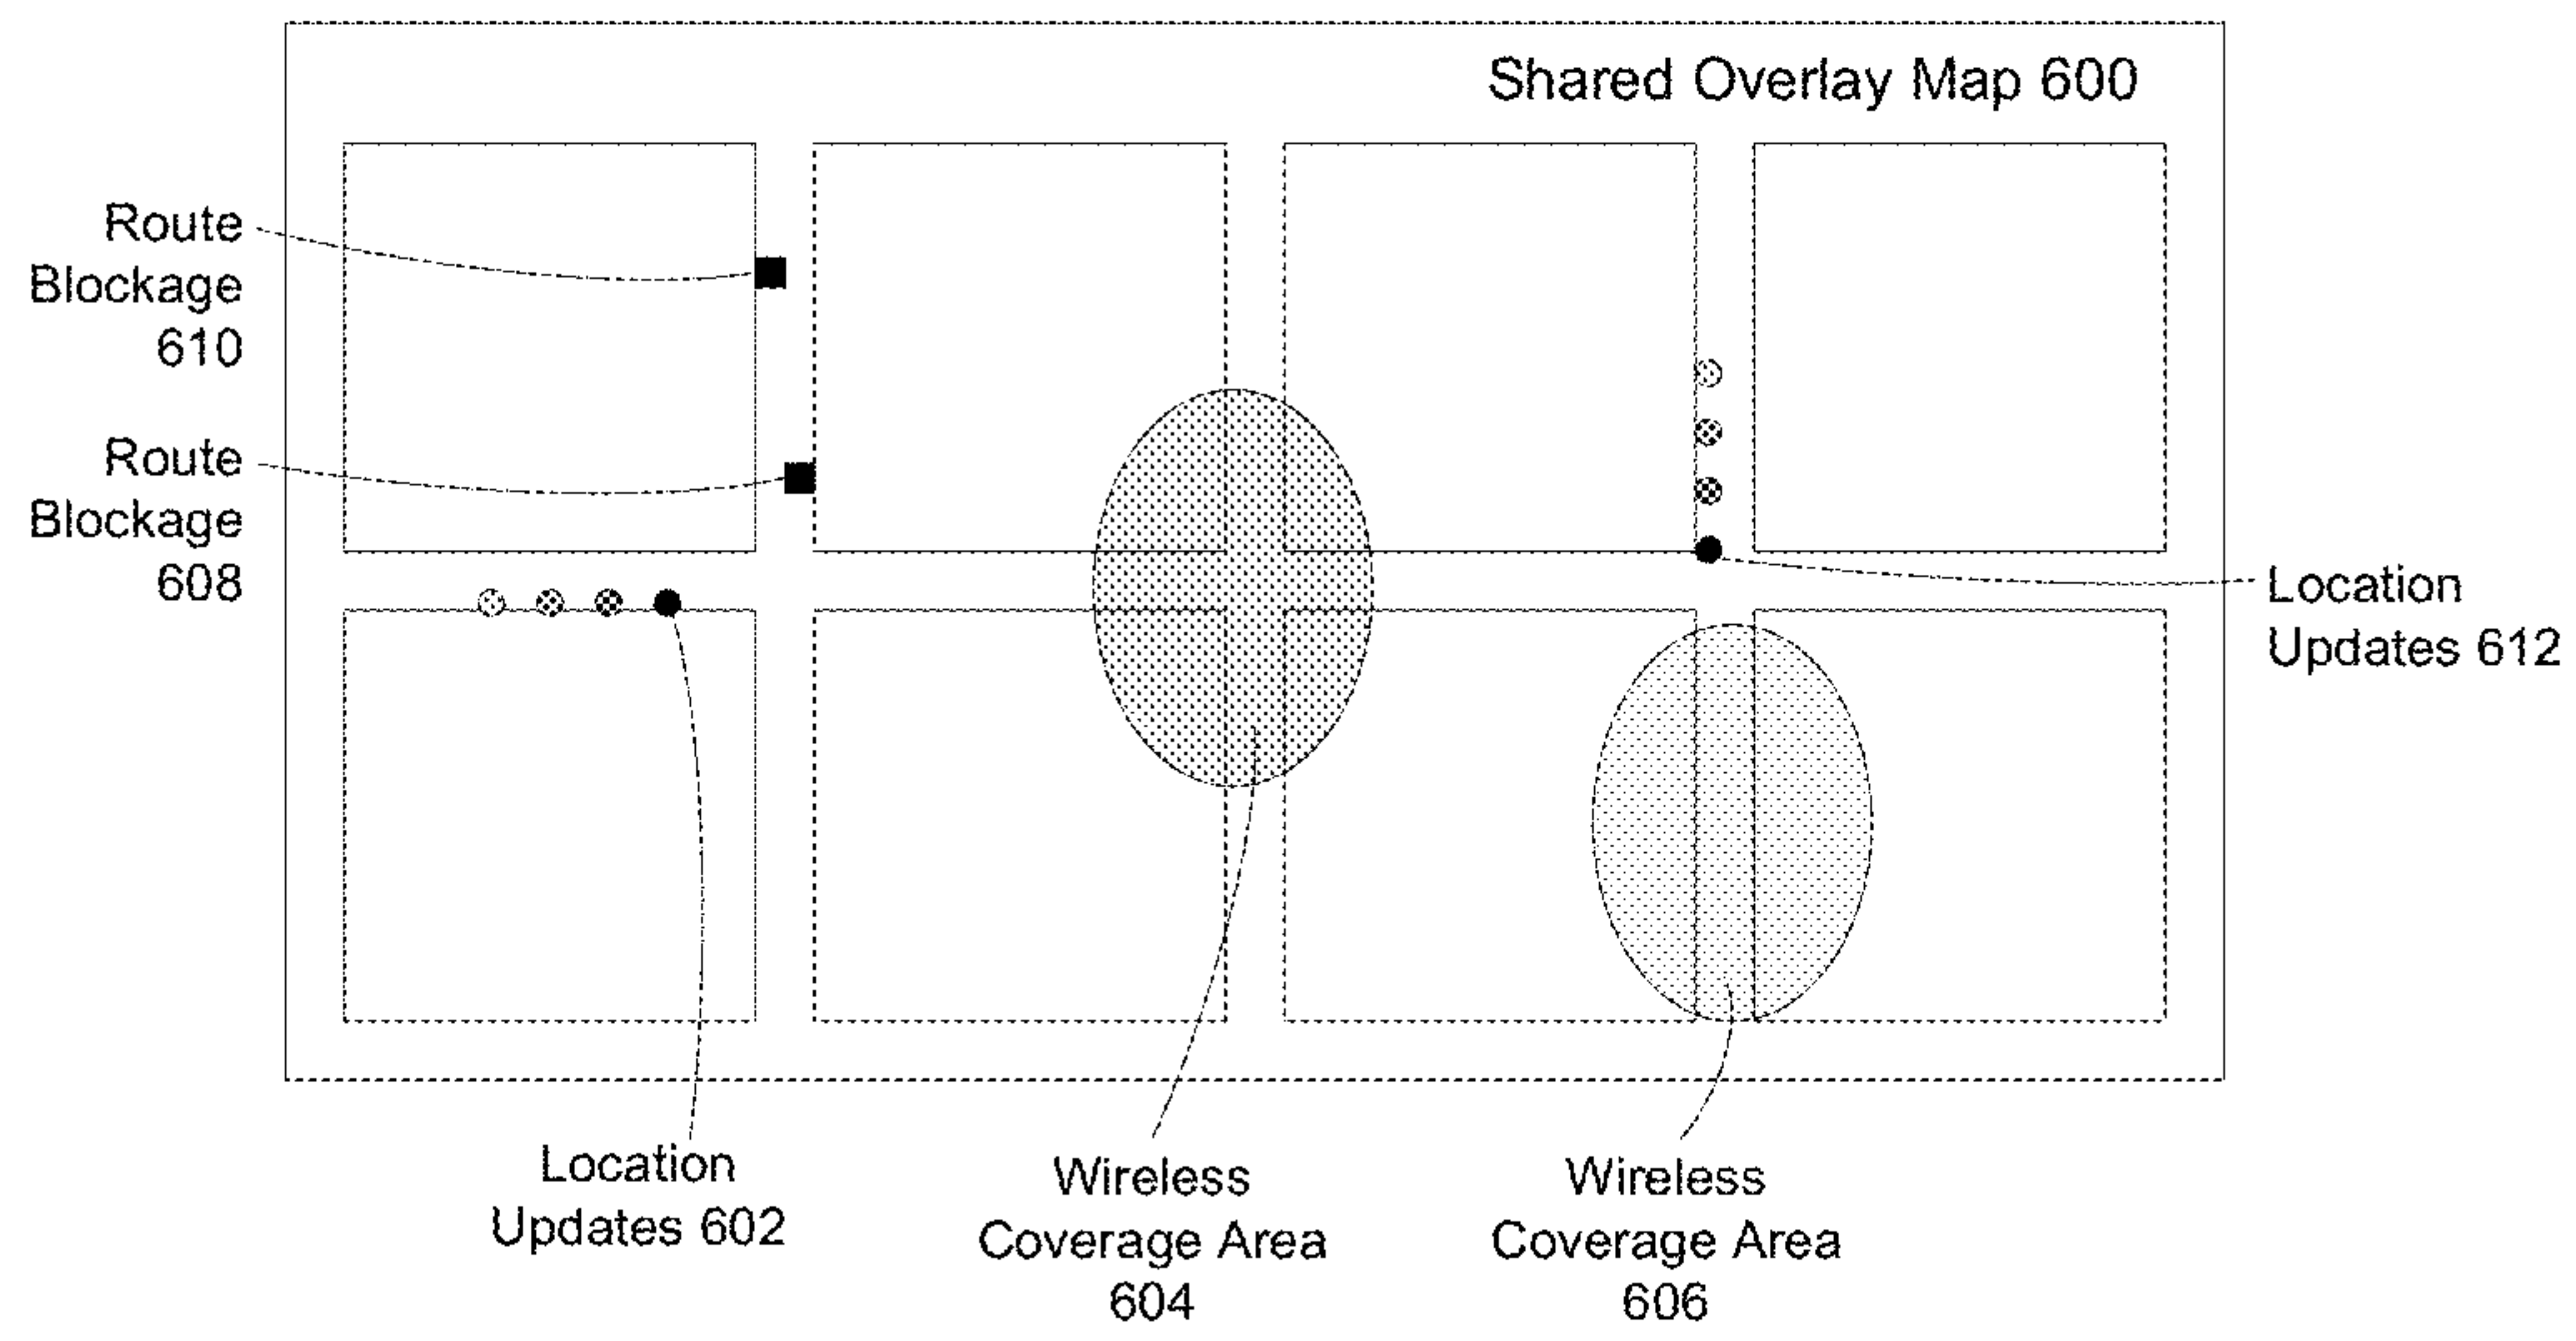 Shared Overlay Map 600
Route
Blockage
610
Route
Blockage
608
Location
Updates 612
Location
Updates 602
Wireless
Coverage Area
604
Wireless
Coverage Area
606